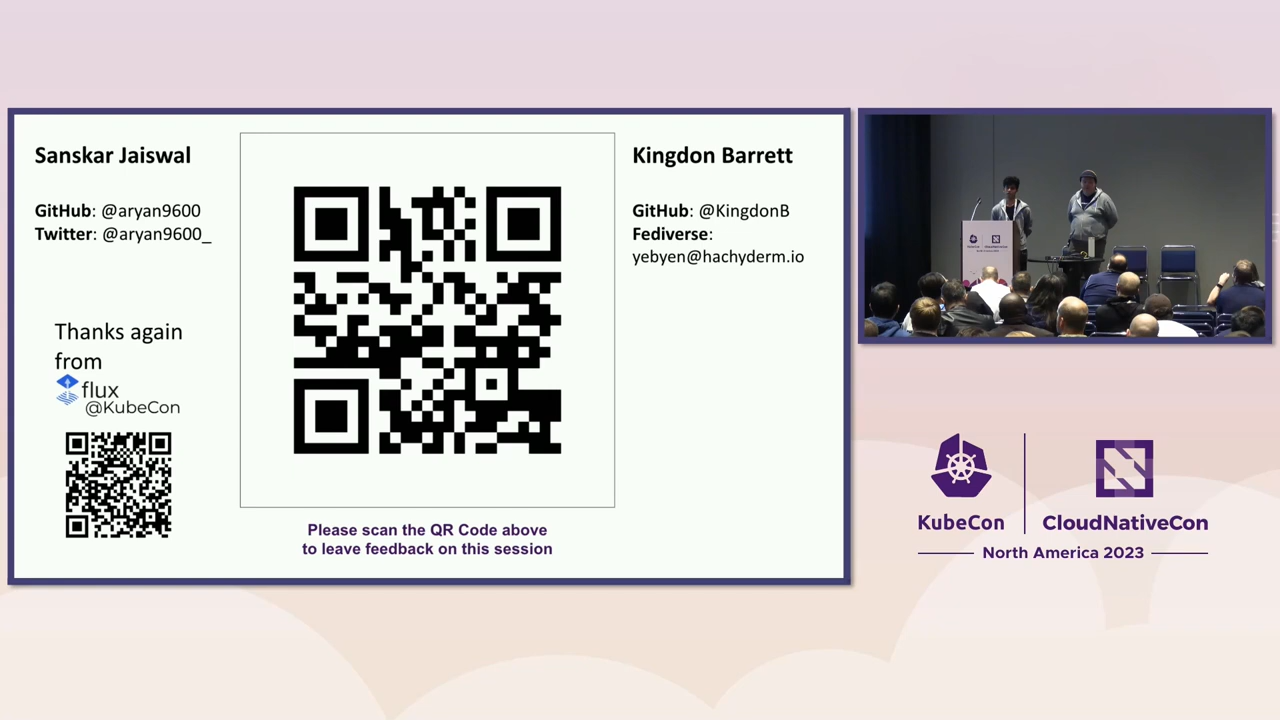 Sanskar Jaiswal
GitHub: @aryan9600
Twitter: @aryan9600_
Thanks again
from
flux
@KubeCon
Please scan the QR Code above
to leave feedback on this session
Kingdon Barrett
GitHub: @KingdonB
Fediverse:
yebyen@hachyderm.io
KubeCon
CloudNativeCon
North America 2023